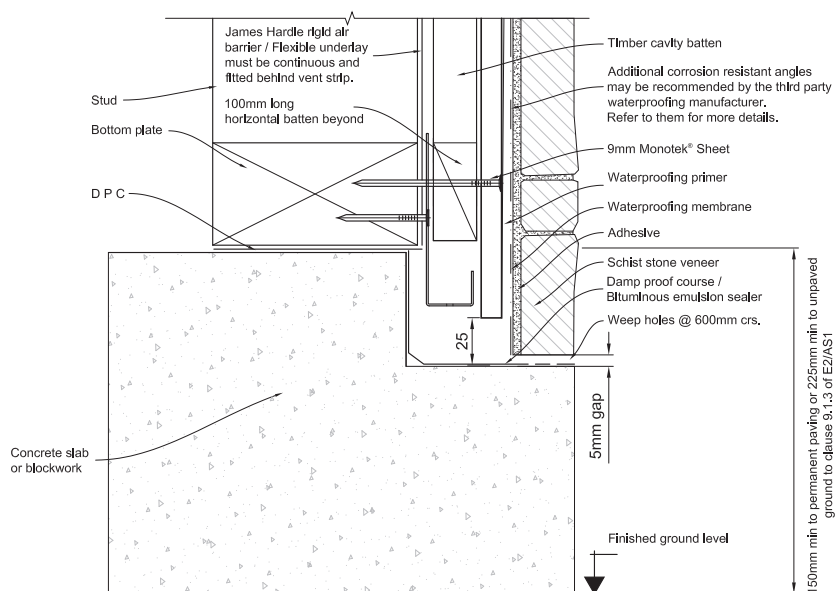 James Hardie rigid air
barrier / Flexible underlay
must be continuous and
fitted behind vent strip.
Stud
100mm long
horizontal batten beyond
Bottom plate
D P C
Concrete slab
or blockwork
Timber cavity batten
Additional corrosion resistant angles
may be recommended by the third party
waterproofing manufacturer.
Refer to them for more details.
9mm Monotek® Sheet
Waterproofing primer
Waterproofing membrane
Adhesive
Schist stone veneer
Damp proof course /
Bituminous emulsion sealer
Weep holes @ 600mm crs.
25
5mm gap
Finished ground level
150mm min to permanent paving or 225mm min to unpaved
ground to clause 9.1.3 of E2/AS1